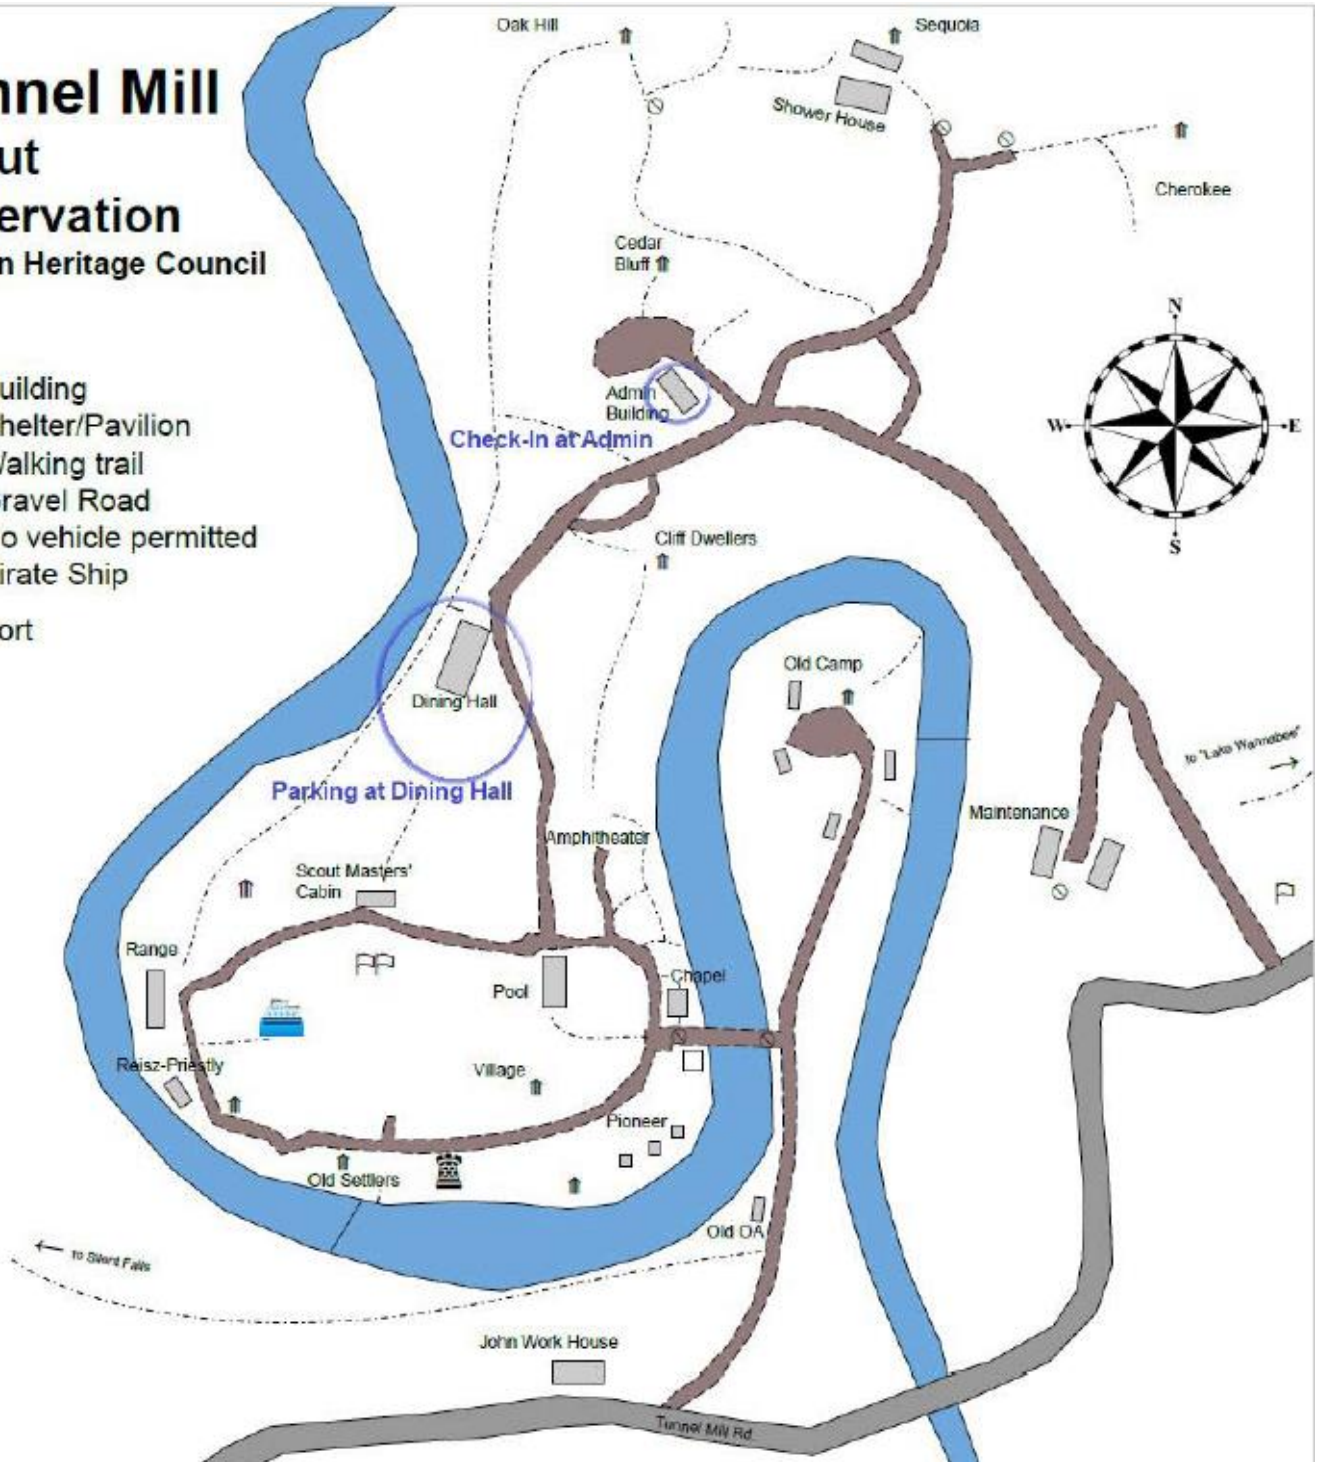 nnel Mill
ut
ervation
n Heritage Council
uilding
helter/Pavilion
Valking trail
ravel Road
o vehicle permitted
irate Ship
ort
Oak Hill
Sequoia
Shower House
Cherokee
Cedar
Bluff
N
W
E
S
Admin
Building
Check-In at Admin
Cliff Dwellers
Old Camp
Dining Hall
Parking at Dining Hall
to "Lake Wannabee"
Maintenance
Amphitheater
Scout Masters'
Cabin
Range
Pool
Chapel
Reisz-Priestly
Village
Pioneer
Old Settlers
Old OA
to Silent Falls
John Work House
Tunnel Mill Rd